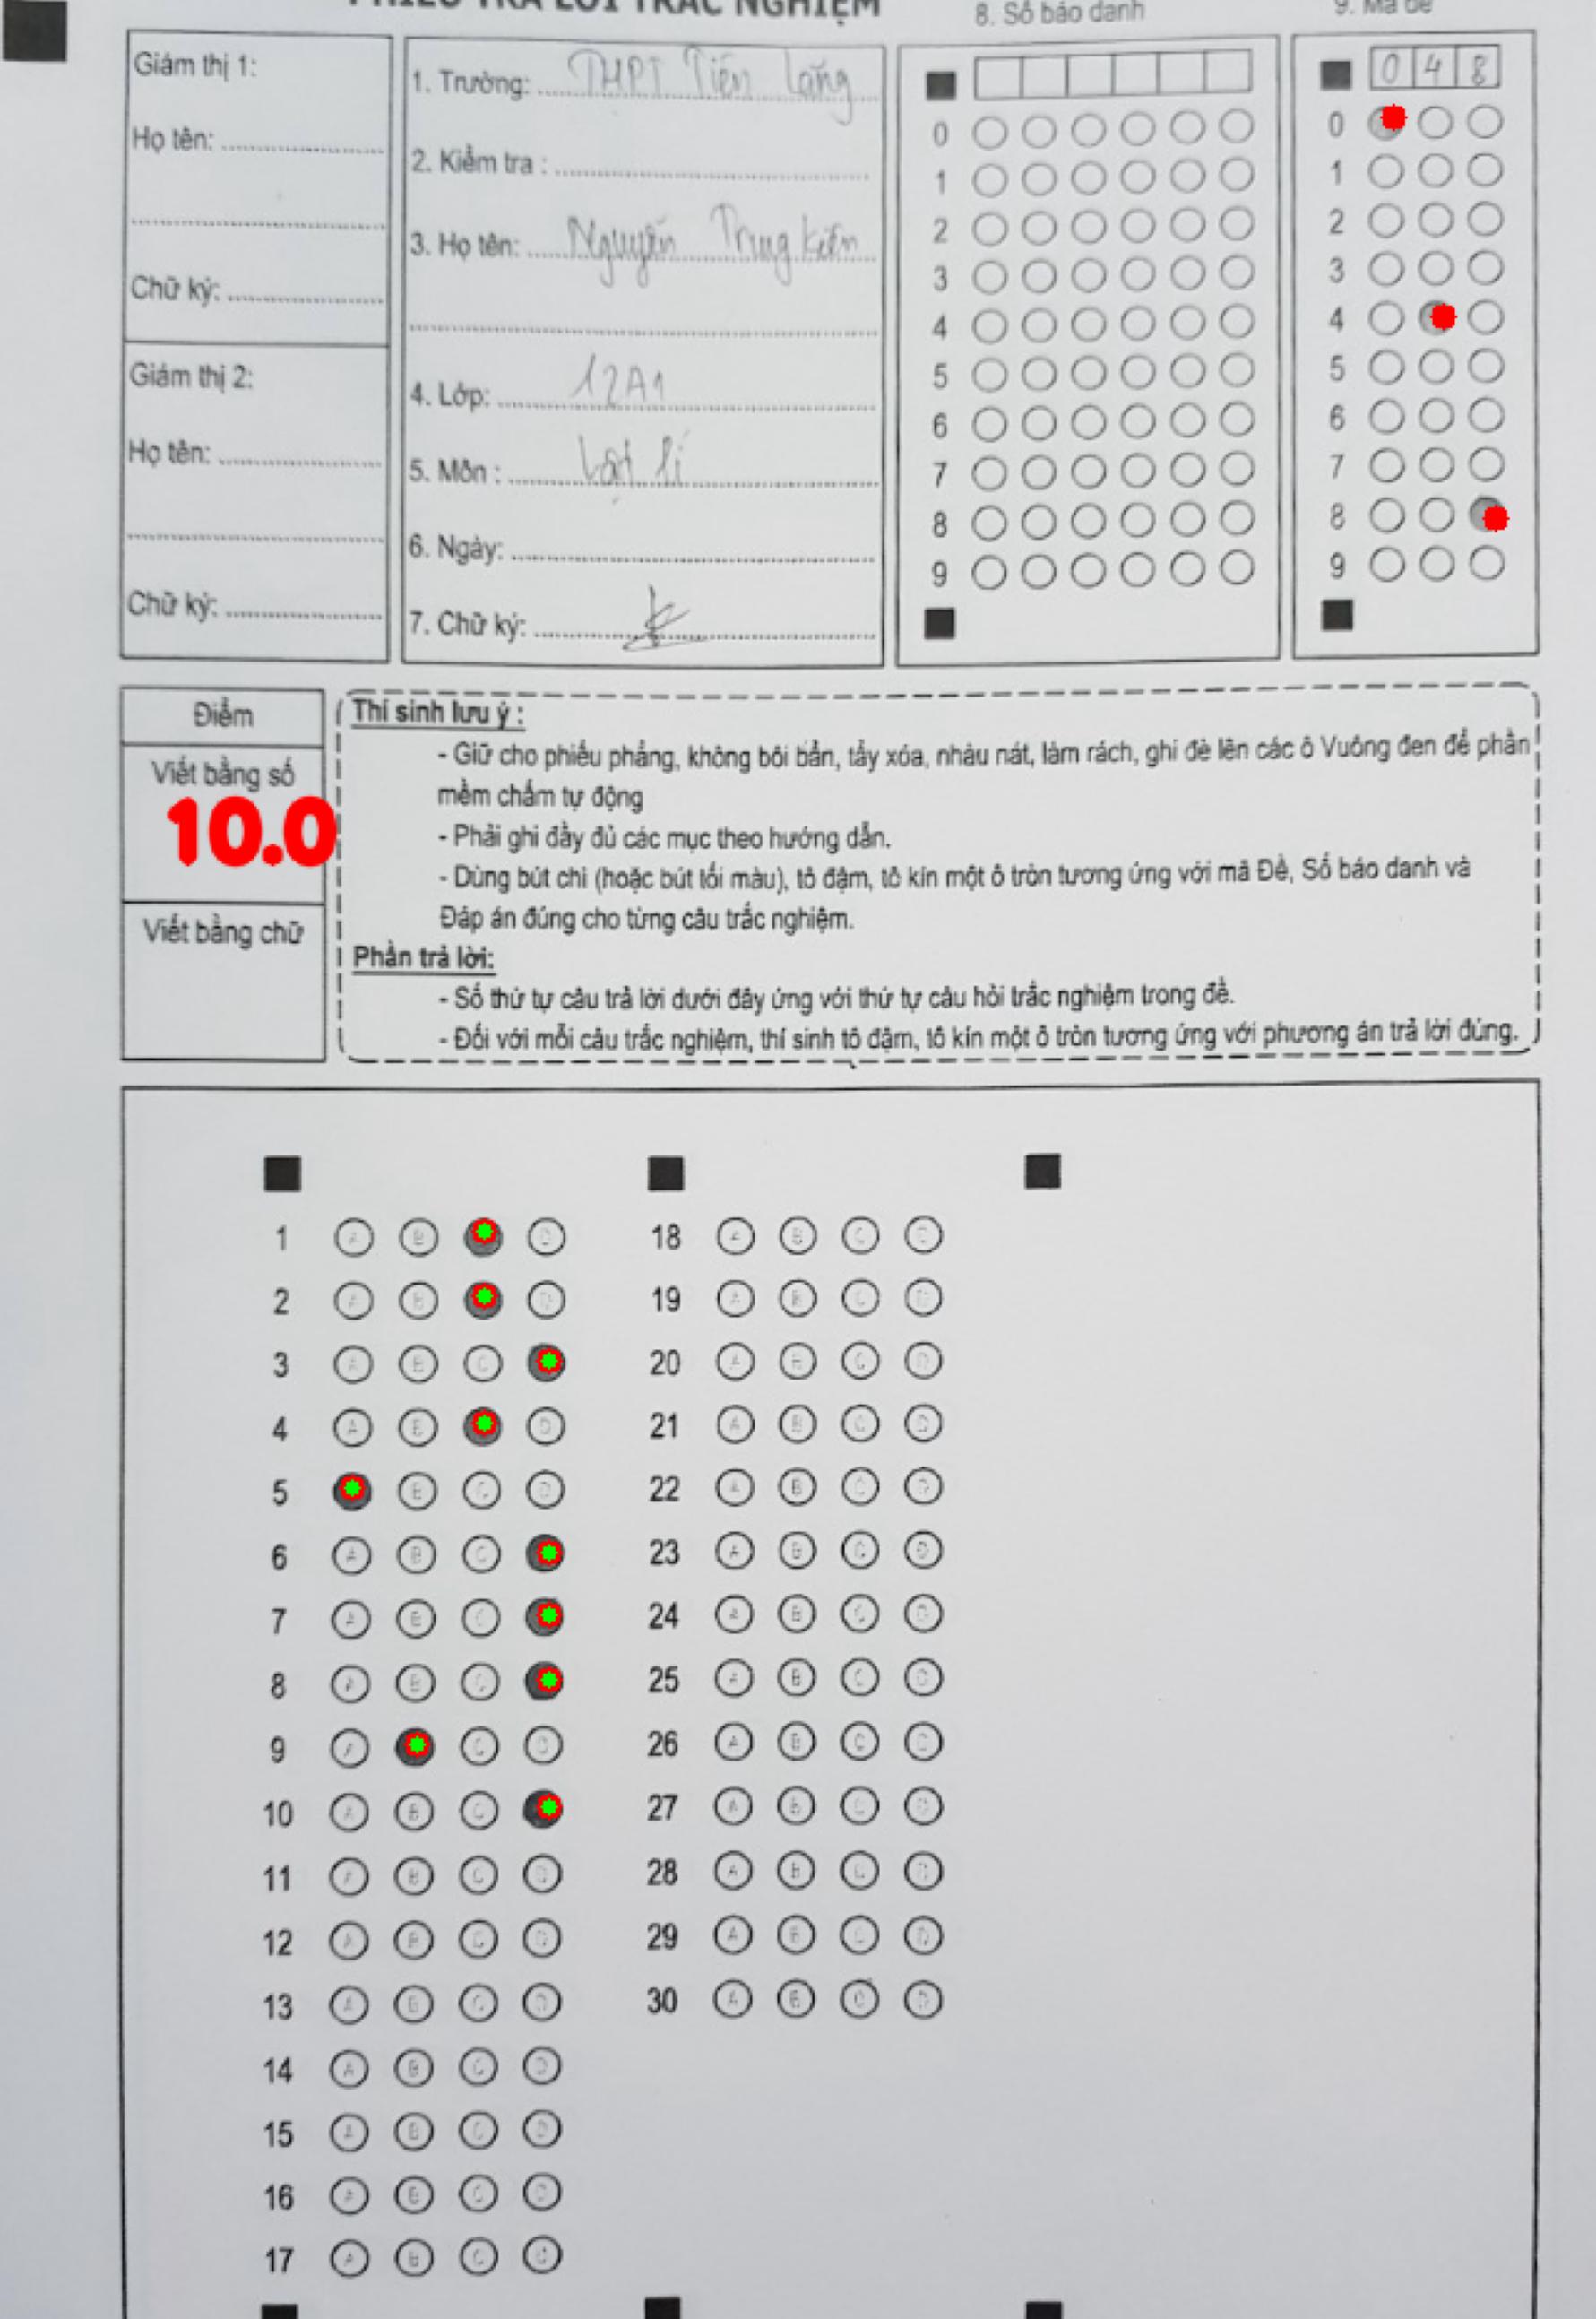 PHIẾU TRẢ LỜI TRẮC NGHIỆM
8. Số báo danh
9. Mã đề
Giám thị 1:
Họ tên:
Chữ ký:
Giám thị 2:
Họ tên:
Chữ ký:
1. Trường: THPT Tiên Lãng
2. Kiểm tra :
3. Họ tên: Nguyễn Trung Kiên
4. Lớp: 12A1
5. Môn : Vật lí
6. Ngày:
7. Chữ ký:
0
1
2
3
4
5
6
7
8
9
0 4 8
0
1
2
3
4
5
6
7
8
9
Điểm
Viết bằng số
10.0
Viết bằng chữ
Thí sinh lưu ý :
- Giữ cho phiếu phẳng, không bôi bẩn, tẩy xóa, nhàu nát, làm rách, ghi đè lên các ô Vuông đen để phần
mềm chấm tự động
- Phải ghi đầy đủ các mục theo hướng dẫn.
- Dùng bút chì (hoặc bút tối màu), tô đậm, tô kín một ô tròn tương ứng với mã Đề, Số báo danh và
Đáp án đúng cho từng câu trắc nghiệm.
Phần trả lời:
- Số thứ tự câu trả lời dưới đây ứng với thứ tự câu hỏi trắc nghiệm trong đề.
- Đối với mỗi câu trắc nghiệm, thí sinh tô đậm, tô kín một ô tròn tương ứng với phương án trả lời đúng.
1 A B D
2 A B D
3 A B C
4 A B D
5 B C D
6 A B C
7 A B C
8 A B C
9 A C D
10 A B C
11 A B C D
12 A B C D
13 A B C D
14 A B C D
15 A B C D
16 A B C D
17 A B C D
18 A B C D
19 A B C D
20 A B C D
21 A B C D
22 A B C D
23 A B C D
24 A B C D
25 A B C D
26 A B C D
27 A B C D
28 A B C D
29 A B C D
30 A B C D